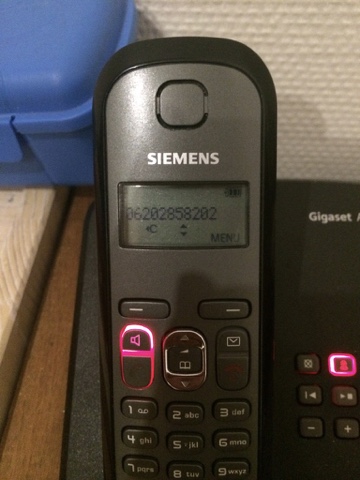 SIEMENS
06202858202
MENU
Gigaset A
1
2 abc
3 def
4 ghi
5 jkl
6 mno
7 pqrs
8 tuv
9 wxyz